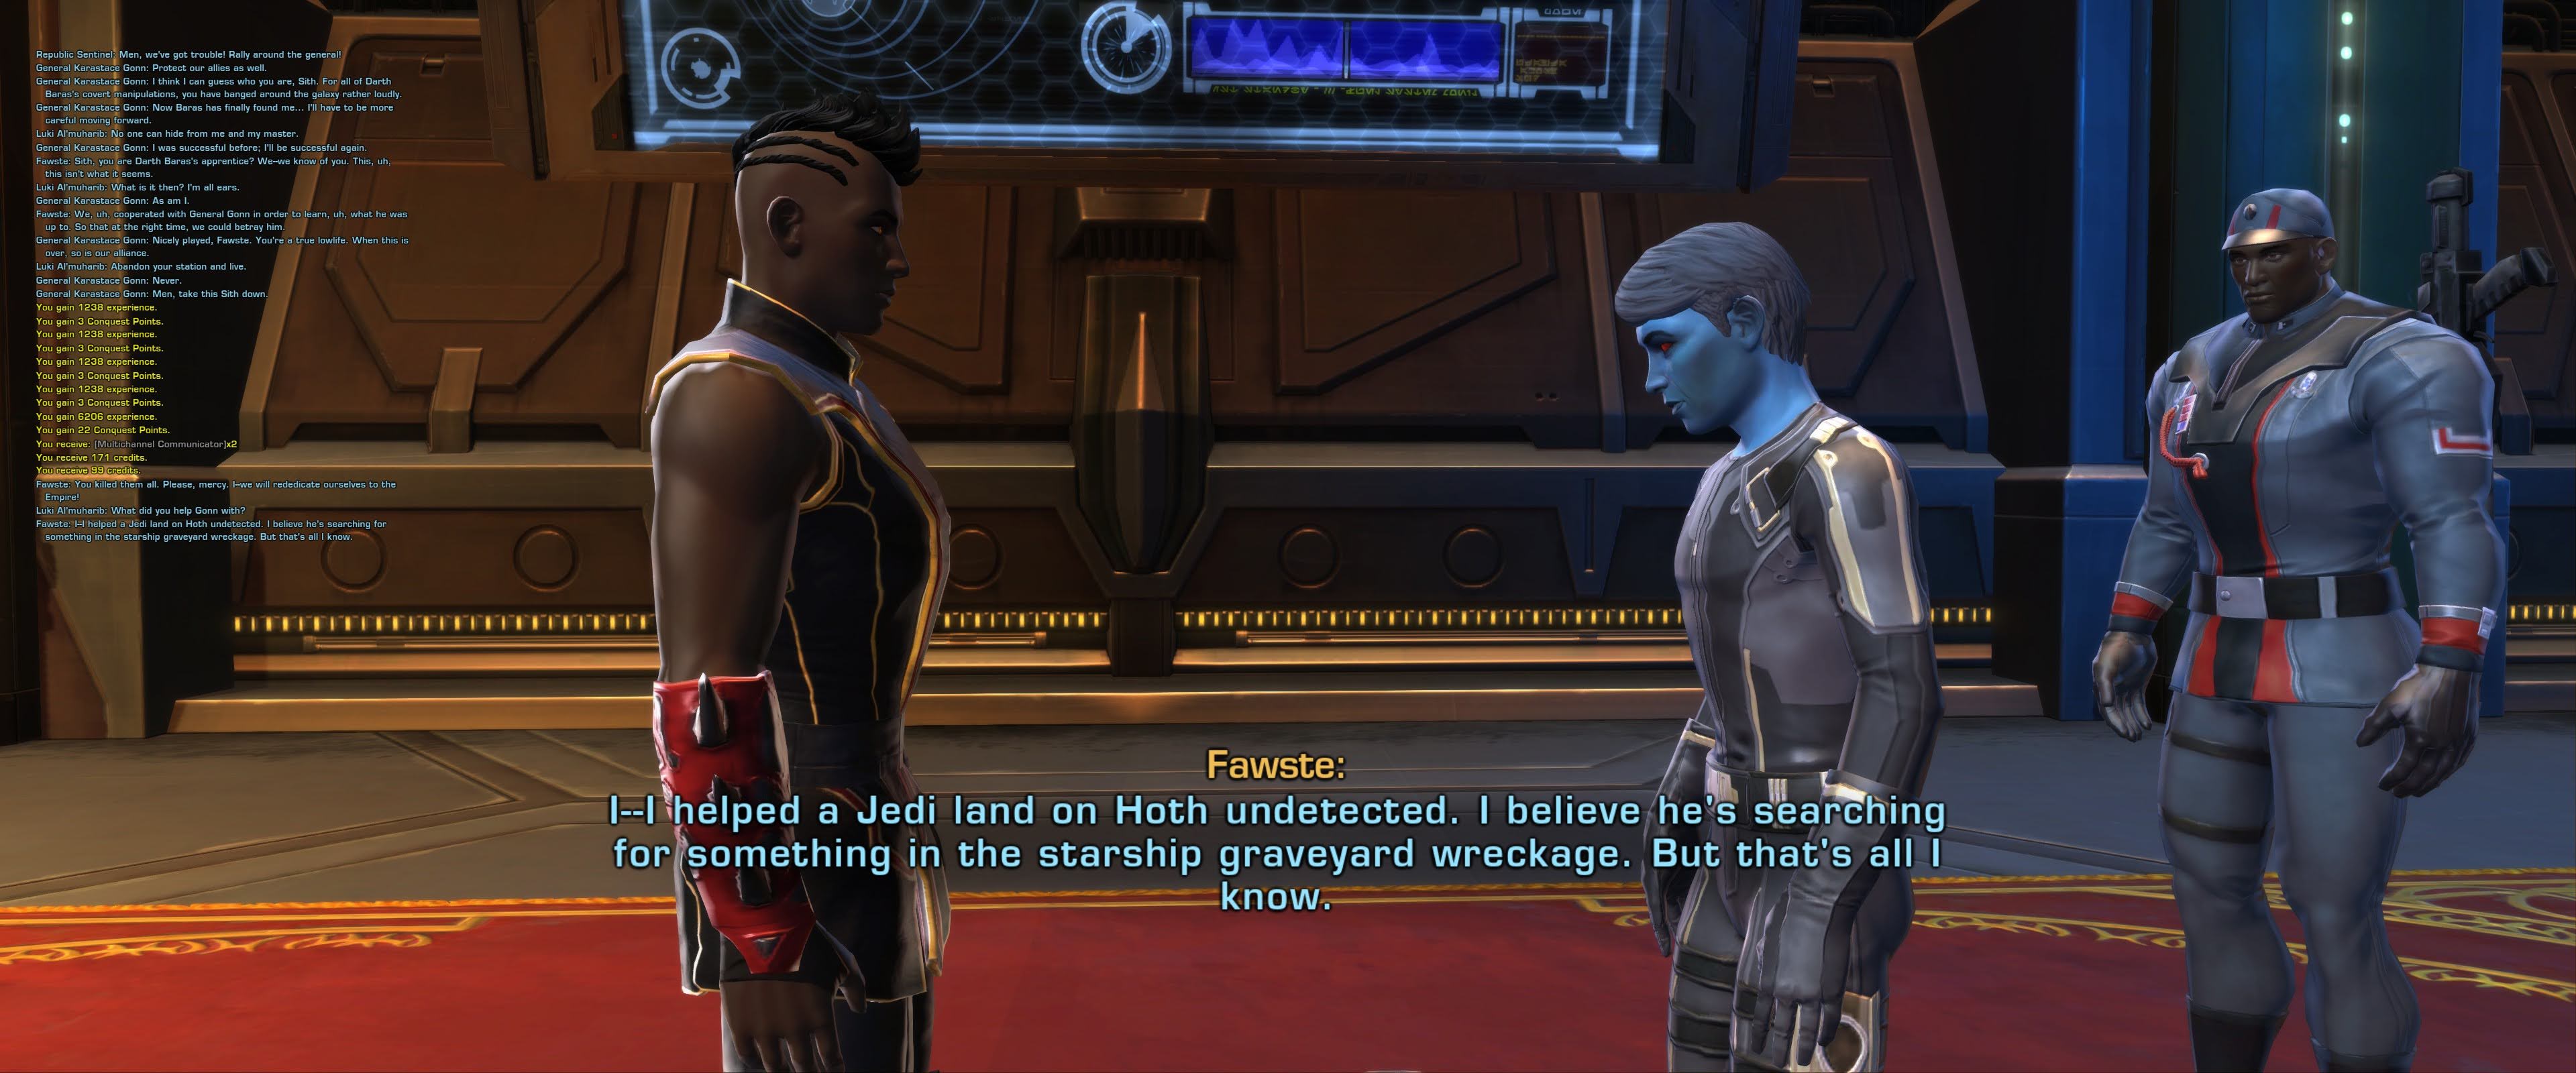 Republic Sentinel: Men, we've got trouble! Rally around the general!
General Karastace Gonn: Protect our allies as well.
General Karastace Gonn: I think I can guess who you are, Sith. For all of Darth
Baras's covert manipulations, you have banged around the galaxy rather loudly.
General Karastace Gonn: Now Baras has finally found me... I'll have to be more
careful moving forward.
Luki Al'muharib: No one can hide from me and my master.
General Karastace Gonn: I was successful before; I'll be successful again.
Fawste: Sith, you are Darth Baras's apprentice? We--we know of you. This, uh,
this isn't what it seems.
Luki Al'muharib: What is it then? I'm all ears.
General Karastace Gonn: As am I.
Fawste: We, uh, cooperated with General Gonn in order to learn, uh, what he was
up to. So that at the right time, we could betray him.
General Karastace Gonn: Nicely played, Fawste. You're a true lowlife. When this is
over, so is our alliance.
Luki Al'muharib: Abandon your station and live.
General Karastace Gonn: Never.
General Karastace Gonn: Men, take this Sith down.
You gain 1238 experience.
You gain 3 Conquest Points.
You gain 1238 experience.
You gain 3 Conquest Points.
You gain 1238 experience.
You gain 3 Conquest Points.
You gain 1238 experience.
You gain 3 Conquest Points.
You gain 6206 experience.
You gain 22 Conquest Points.
You receive: [Multichannel Communicator]x2
You receive 171 credits.
You receive 99 credits.
Fawste: You killed them all. Please, mercy. I--we will rededicate ourselves to the
Empire!
Luki Al'muharib: What did you help Gonn with?
Fawste: I--I helped a Jedi land on Hoth undetected. I believe he's searching for
something in the starship graveyard wreckage. But that's all I know.
Fawste:
I--I helped a Jedi land on Hoth undetected. I believe he's searching
for something in the starship graveyard wreckage. But that's all I
know.